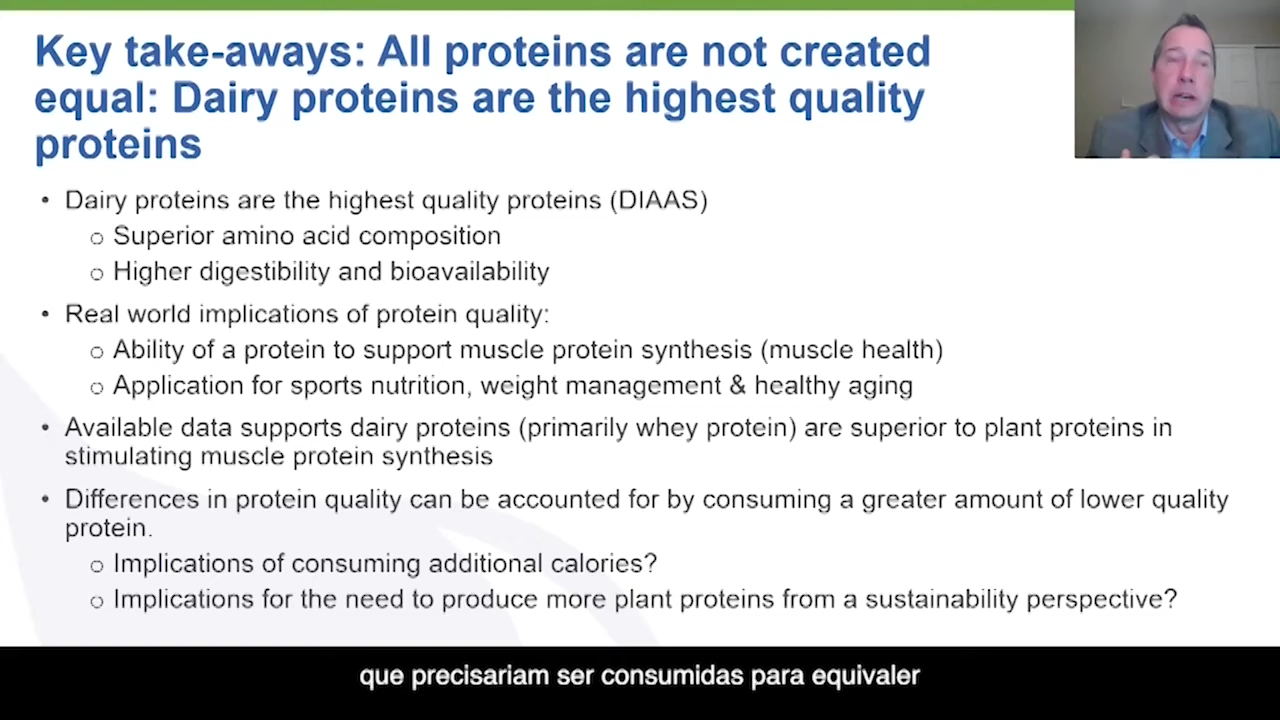 Key take-aways: All proteins are not created
equal: Dairy proteins are the highest quality
proteins
• Dairy proteins are the highest quality proteins (DIAAS)
o Superior amino acid composition
o Higher digestibility and bioavailability
• Real world implications of protein quality:
o Ability of a protein to support muscle protein synthesis (muscle health)
o Application for sports nutrition, weight management & healthy aging
• Available data supports dairy proteins (primarily whey protein) are superior to plant proteins in
stimulating muscle protein synthesis
• Differences in protein quality can be accounted for by consuming a greater amount of lower quality
protein.
o Implications of consuming additional calories?
o Implications for the need to produce more plant proteins from a sustainability perspective?
que precisariam ser consumidas para equivaler